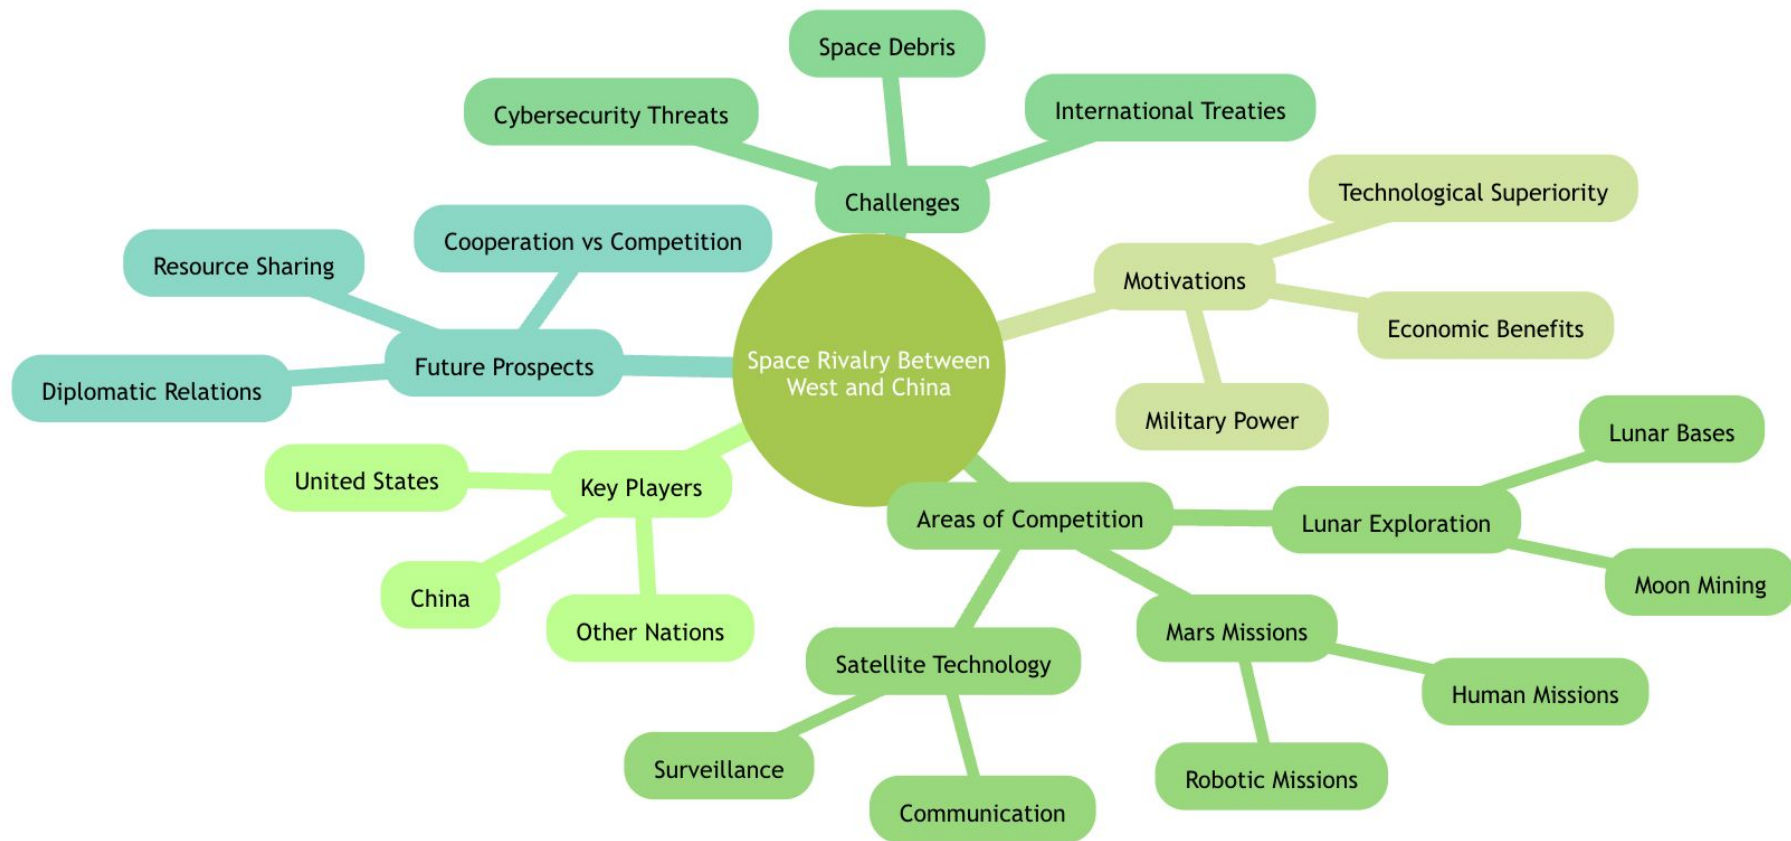 Space Debris
Cybersecurity Threats
International Treaties
Challenges
Technological Superiority
Cooperation vs Competition
Resource Sharing
Motivations
Economic Benefits
Space Rivalry Between
West and China
Future Prospects
Diplomatic Relations
Military Power
Lunar Bases
United States
Key Players
Areas of Competition
Lunar Exploration
Moon Mining
China
Other Nations
Mars Missions
Satellite Technology
Human Missions
Surveillance
Robotic Missions
Communication